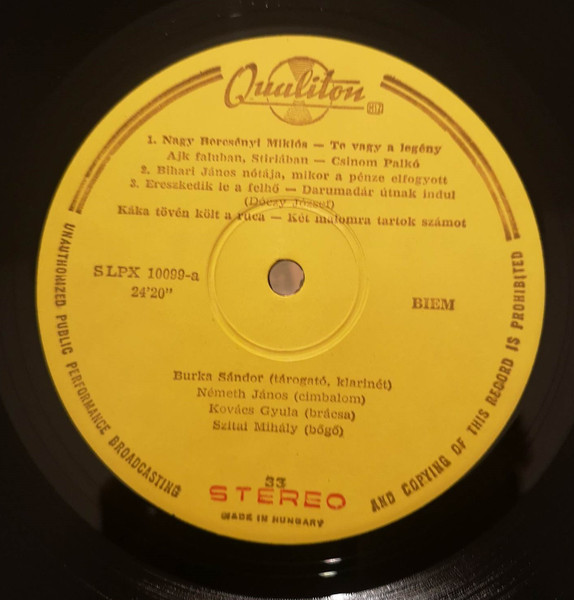 Qualiton
1. Nagy Bercsényi Miklós — Te vagy a legény
Ajk faluban, Stíriában — Csínom Palkó
2. Bihari János nótája, mikor a pénze elfogyott
3. Ereszkedik le a felhő — Darumadár útnak indul
(Dóczy József)
Káka tövén költ a ruca — Két malomra tartok számot
SLPX 10099-a
24'20"
BIEM
Burka Sándor (tárogató, klarinét)
Németh János (cimbalom)
Kovács Gyula (brácsa)
Szitai Mihály (bőgő)
33
STEREO
MADE IN HUNGARY
UNAUTHORIZED PUBLIC PERFORMANCE BROADCASTING AND COPYING OF THIS RECORD IS PROHIBITED